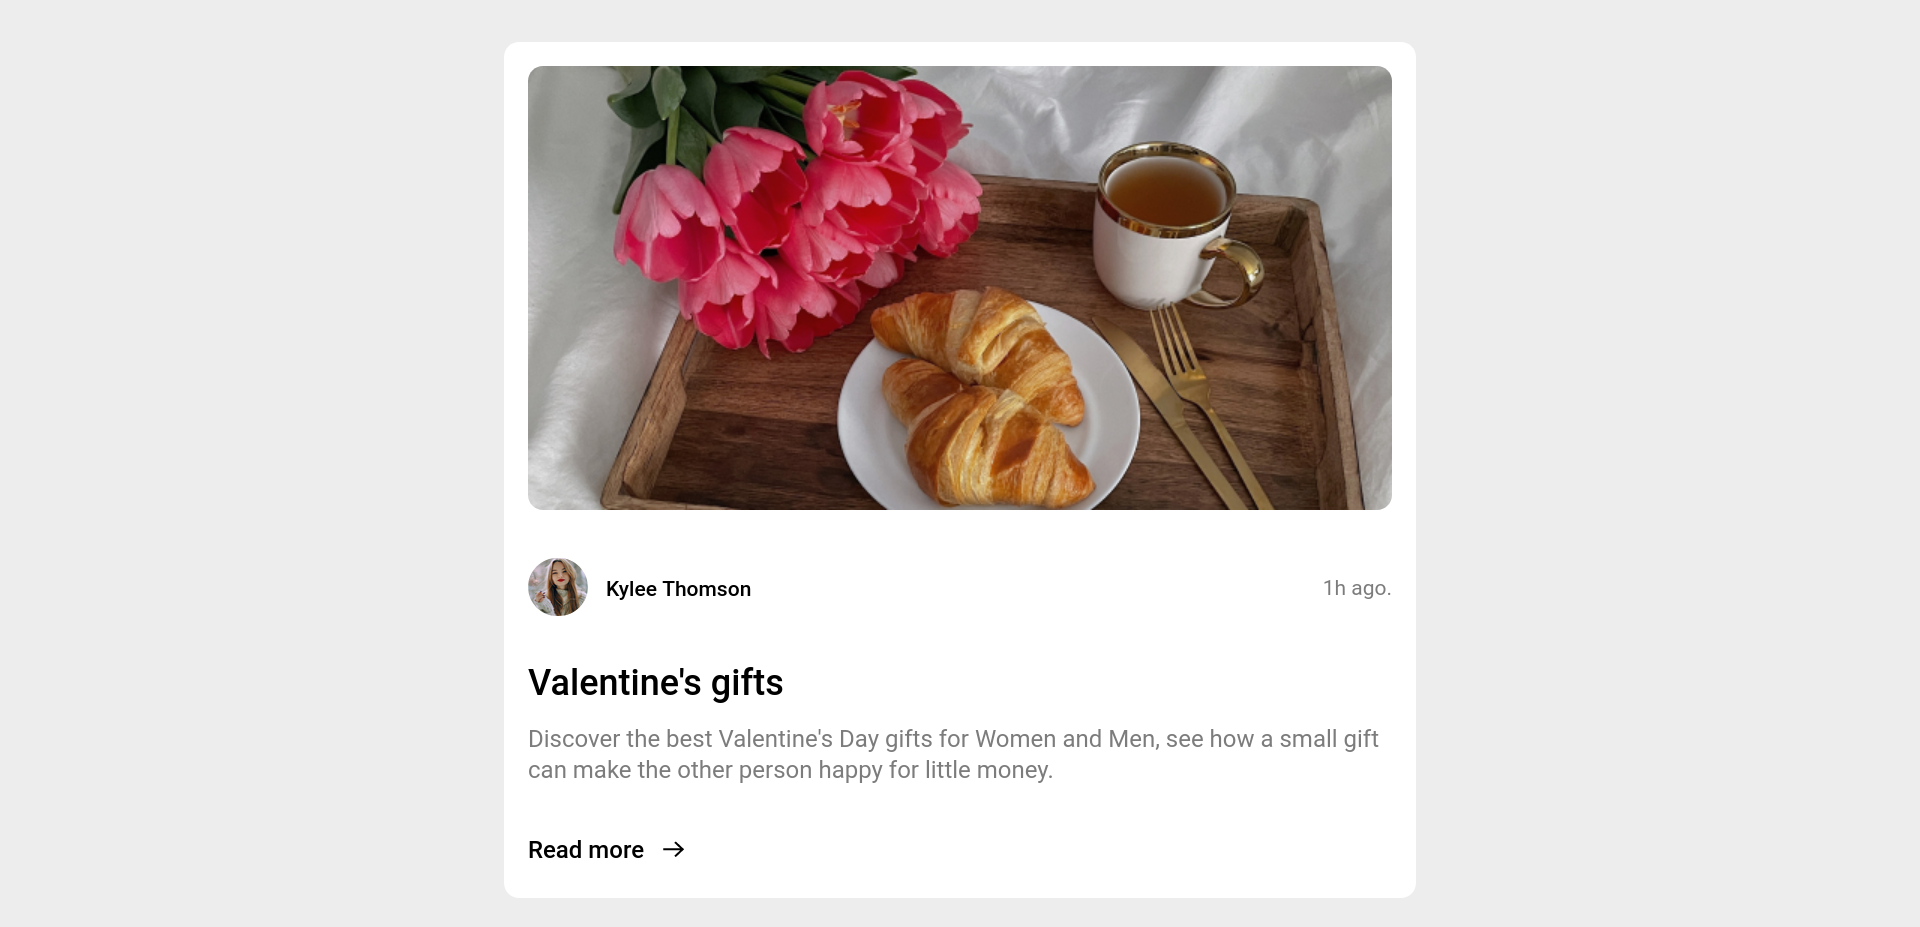 Kylee Thomson
1h ago.
Valentine's gifts
Discover the best Valentine's Day gifts for Women and Men, see how a small gift
can make the other person happy for little money.
Read more